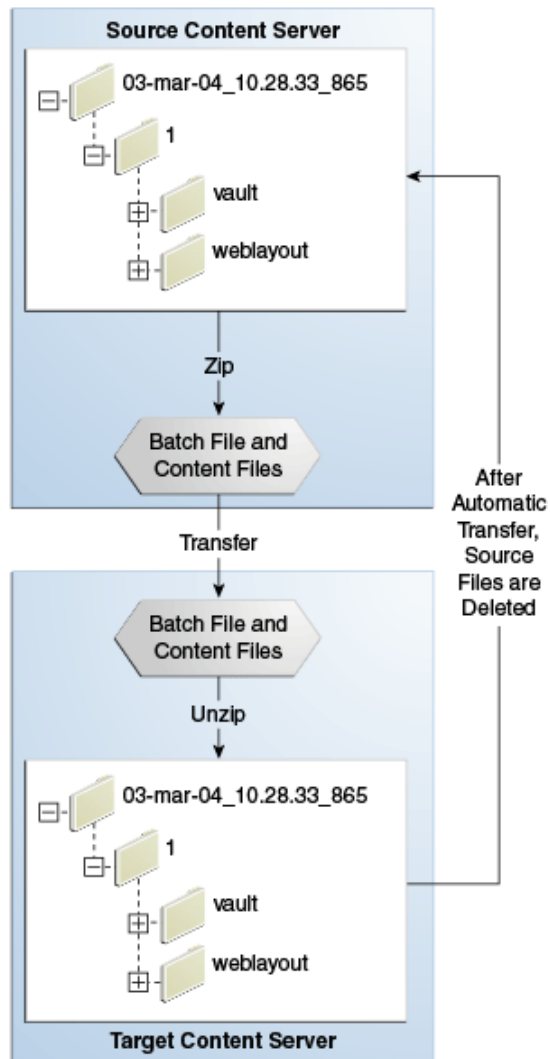 Source Content Server
03-mar-04_10.28.33_865
1
vault
weblayout
Zip
Batch File and
Content Files
Transfer
After
Automatic
Transfer,
Source
Files are
Deleted
Batch File and
Content Files
Unzip
03-mar-04_10.28.33_865
1
vault
weblayout
Target Content Server